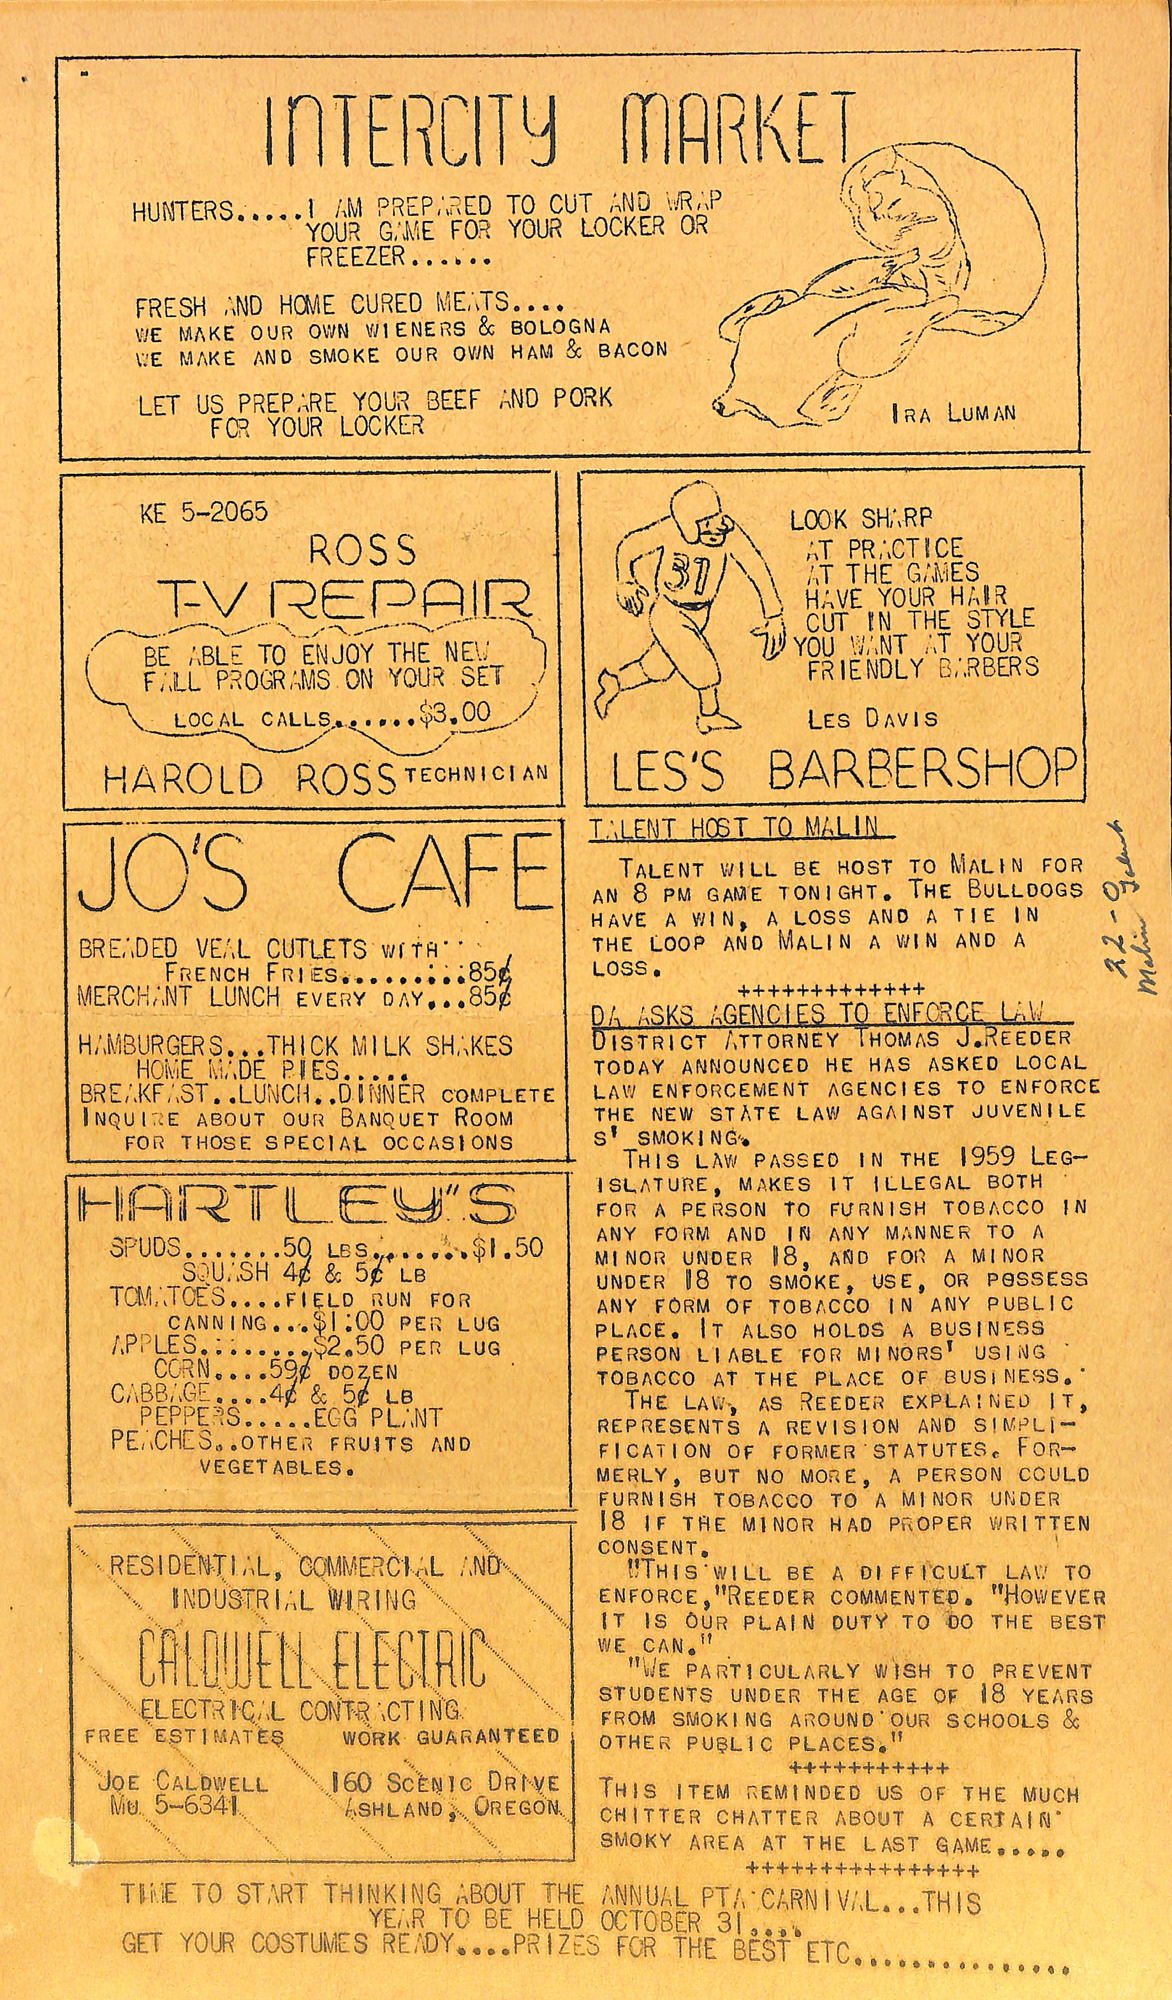 INTERCITY MARKET
HUNTERS.....I AM PREPARED TO CUT AND WRAP
YOUR GAME FOR YOUR LOCKER OR
FREEZER......
FRESH AND HOME CURED MEATS....
WE MAKE OUR OWN WIENERS & BOLOGNA
WE MAKE AND SMOKE OUR OWN HAM & BACON
LET US PREPARE YOUR BEEF AND PORK
FOR YOUR LOCKER
IRA LUMAN
KE 5-2065
ROSS
T-V REPAIR
BE ABLE TO ENJOY THE NEW
FALL PROGRAMS ON YOUR SET
LOCAL CALLS......$3.00
HAROLD ROSS TECHNICIAN
31
LOOK SHARP
AT PRACTICE
AT THE GAMES
HAVE YOUR HAIR
CUT IN THE STYLE
YOU WANT AT YOUR
FRIENDLY BARBERS
LES DAVIS
LES'S BARBERSHOP
JO'S CAFE
BREADED VEAL CUTLETS WITH
FRENCH FRIES.........85¢
MERCHANT LUNCH EVERY DAY...85¢
HAMBURGERS...THICK MILK SHAKES
HOME MADE PIES.....
BREAKFAST..LUNCH..DINNER COMPLETE
INQUIRE ABOUT OUR BANQUET ROOM
FOR THOSE SPECIAL OCCASIONS
HARTLEY"S
SPUDS.......50 LBS........$1.50
SQUASH 4¢ & 5¢ LB
TOMATOES....FIELD RUN FOR
CANNING...$1:00 PER LUG
APPLES........$2.50 PER LUG
CORN....59¢ DOZEN
CABBAGE....4¢ & 5¢ LB
PEPPERS.....EGG PLANT
PEACHES...OTHER FRUITS AND
VEGETABLES.
RESIDENTIAL, COMMERCIAL AND
INDUSTRIAL WIRING
CALDWELL ELECTRIC
ELECTRICAL CONTRACTING
FREE ESTIMATES WORK GUARANTEED
JOE CALDWELL 160 SCENIC DRIVE
MU 5-6341 ASHLAND, OREGON
TALENT HOST TO MALIN
TALENT WILL BE HOST TO MALIN FOR
AN 8 PM GAME TONIGHT. THE BULLDOGS
HAVE A WIN, A LOSS AND A TIE IN
THE LOOP AND MALIN A WIN AND A
LOSS.
+++++++++++++
22-0
Malin Talent
DA ASKS AGENCIES TO ENFORCE LAW
DISTRICT ATTORNEY THOMAS J.REEDER
TODAY ANNOUNCED HE HAS ASKED LOCAL
LAW ENFORCEMENT AGENCIES TO ENFORCE
THE NEW STATE LAW AGAINST JUVENILE
S' SMOKING.
THIS LAW PASSED IN THE 1959 LEG-
ISLATURE, MAKES IT ILLEGAL BOTH
FOR A PERSON TO FURNISH TOBACCO IN
ANY FORM AND IN ANY MANNER TO A
MINOR UNDER 18, AND FOR A MINOR
UNDER 18 TO SMOKE, USE, OR POSSESS
ANY FORM OF TOBACCO IN ANY PUBLIC
PLACE. IT ALSO HOLDS A BUSINESS
PERSON LIABLE FOR MINORS' USING
TOBACCO AT THE PLACE OF BUSINESS.
THE LAW, AS REEDER EXPLAINED IT,
REPRESENTS A REVISION AND SIMPLI-
FICATION OF FORMER STATUTES. FOR-
MERLY, BUT NO MORE, A PERSON COULD
FURNISH TOBACCO TO A MINOR UNDER
18 IF THE MINOR HAD PROPER WRITTEN
CONSENT.
"THIS WILL BE A DIFFICULT LAW TO
ENFORCE,"REEDER COMMENTED. "HOWEVER
IT IS OUR PLAIN DUTY TO DO THE BEST
WE CAN."
"WE PARTICULARLY WISH TO PREVENT
STUDENTS UNDER THE AGE OF 18 YEARS
FROM SMOKING AROUND OUR SCHOOLS &
OTHER PUBLIC PLACES."
+++++++++++
THIS ITEM REMINDED US OF THE MUCH
CHITTER CHATTER ABOUT A CERTAIN
SMOKY AREA AT THE LAST GAME.....
++++++++++++++++
TIME TO START THINKING ABOUT THE ANNUAL PTA CARNIVAL...THIS
YEAR TO BE HELD OCTOBER 31....
GET YOUR COSTUMES READY....PRIZES FOR THE BEST ETC...............